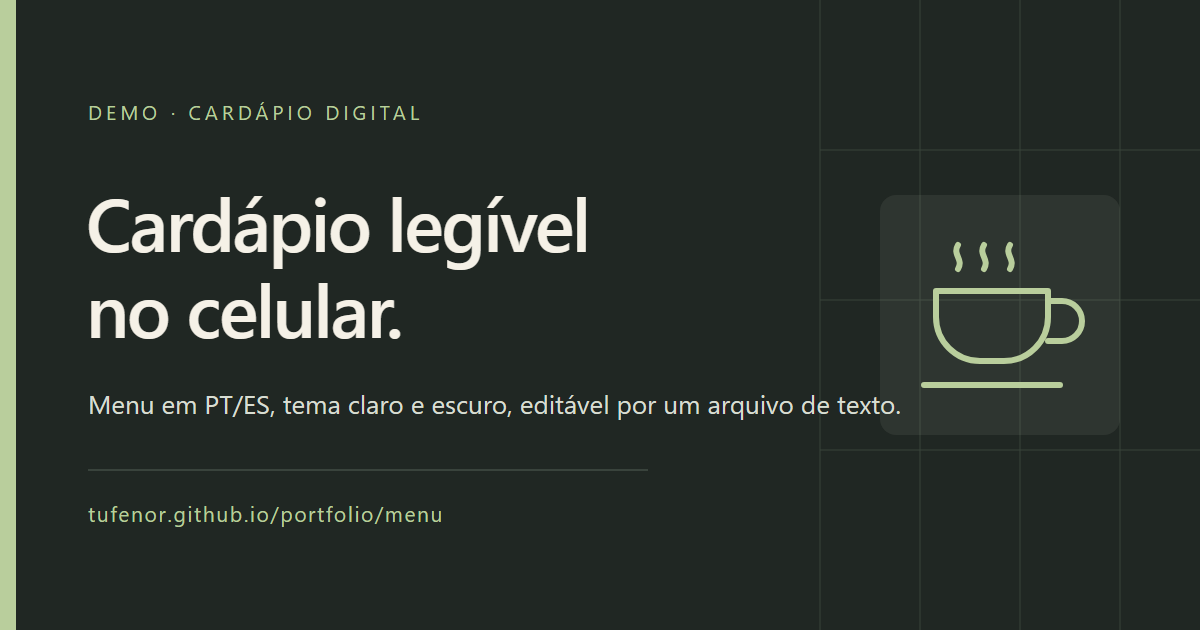 DEMO · CARDÁPIO DIGITAL
Cardápio legível
no celular.
Menu em PT/ES, tema claro e escuro, editável por um arquivo de texto.
tufenor.github.io/portfolio/menu